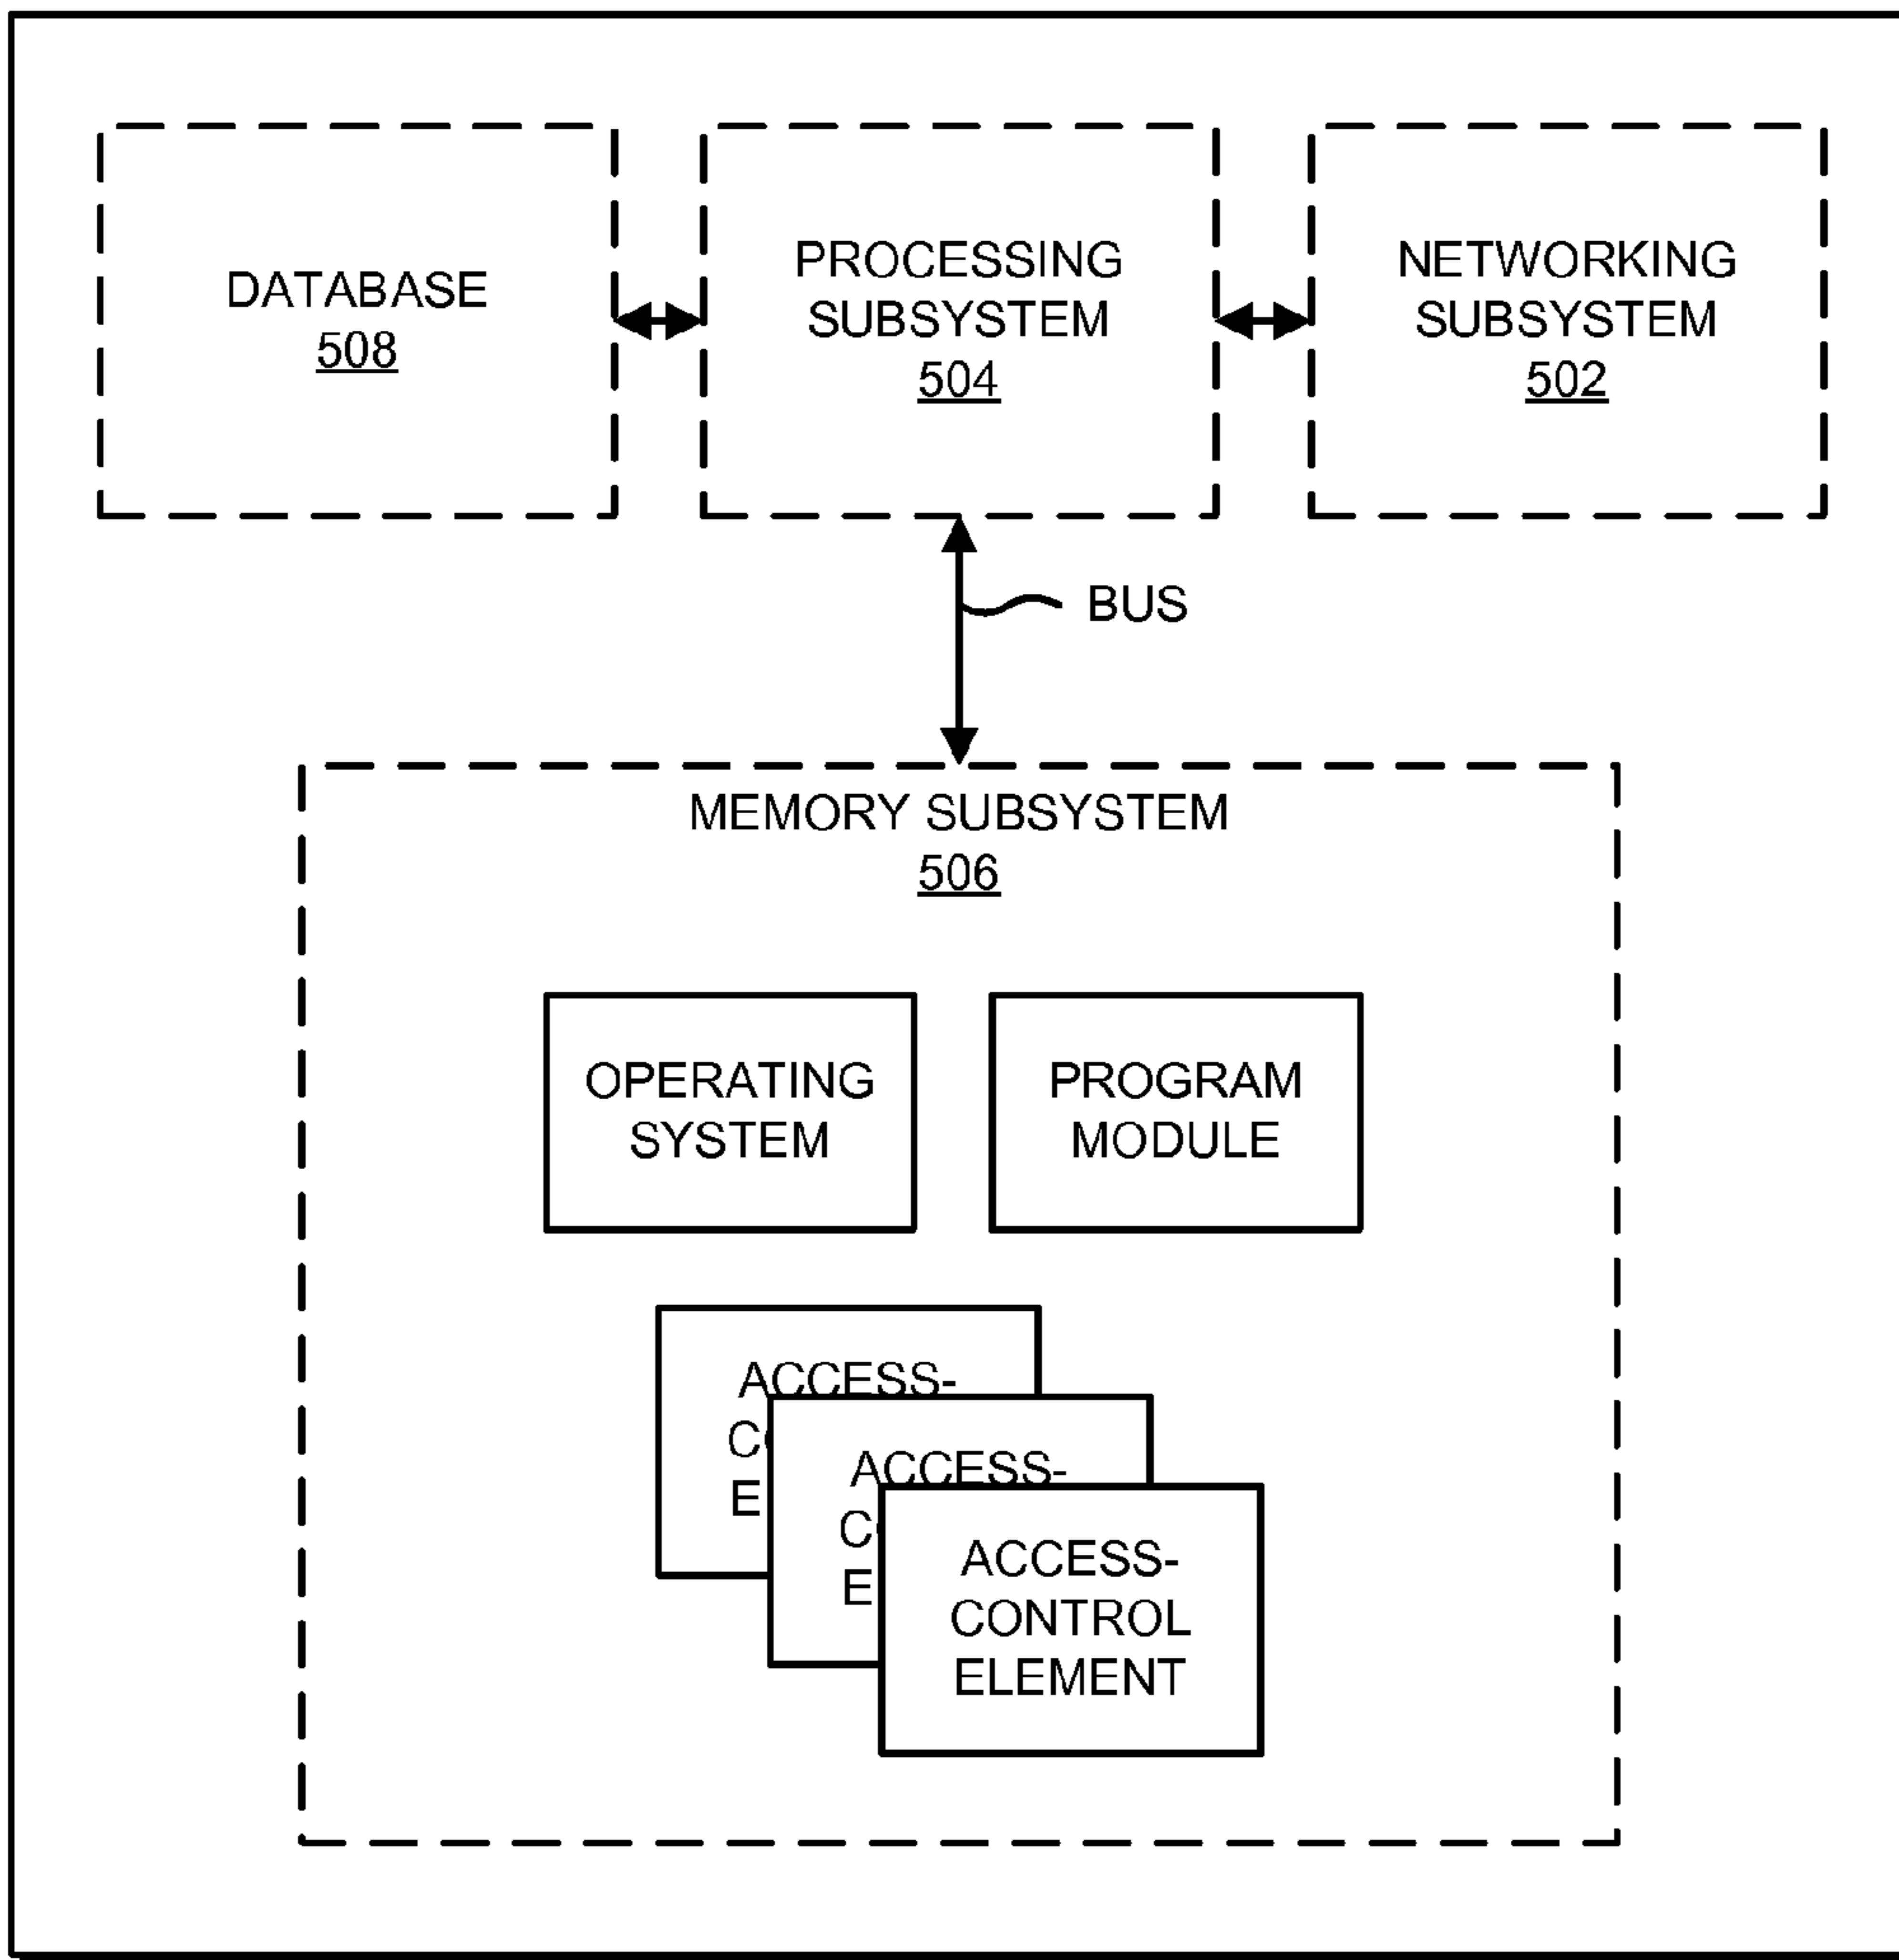 DATABASE
508
PROCESSING
SUBSYSTEM
504
NETWORKING
SUBSYSTEM
502
BUS
MEMORY SUBSYSTEM
506
OPERATING
SYSTEM
PROGRAM
MODULE
ACCESS-
C
E
ACCESS-
C
E
ACCESS-
CONTROL
ELEMENT